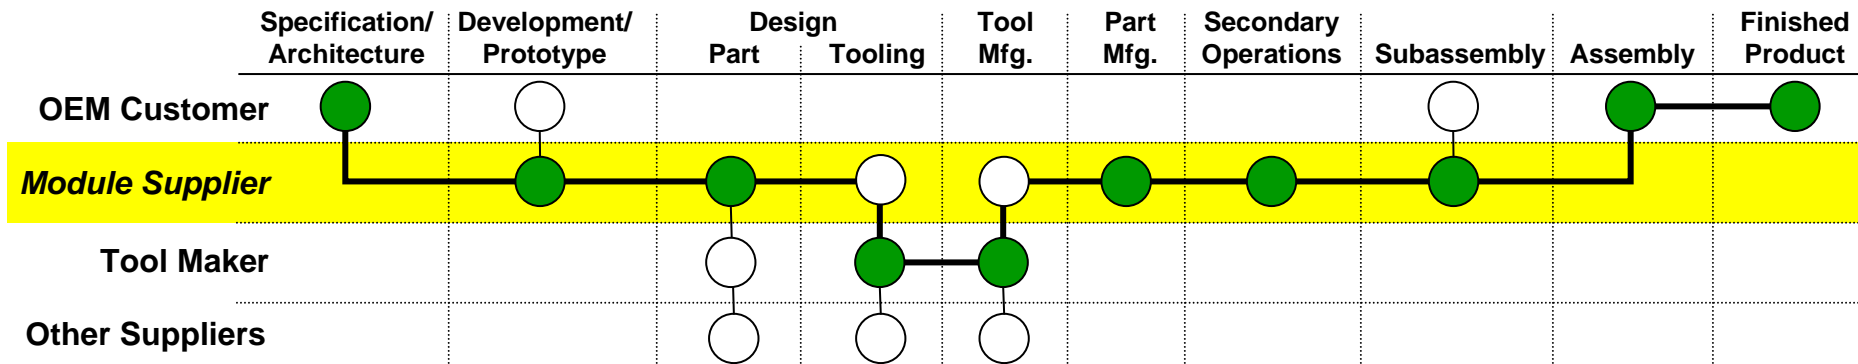 Specification/ Development/ Design Tool Part Secondary Finished
Architecture Prototype Part Tooling Mfg. Mfg. Operations Subassembly Assembly Product
OEM Customer
Module Supplier
Tool Maker
Other Suppliers